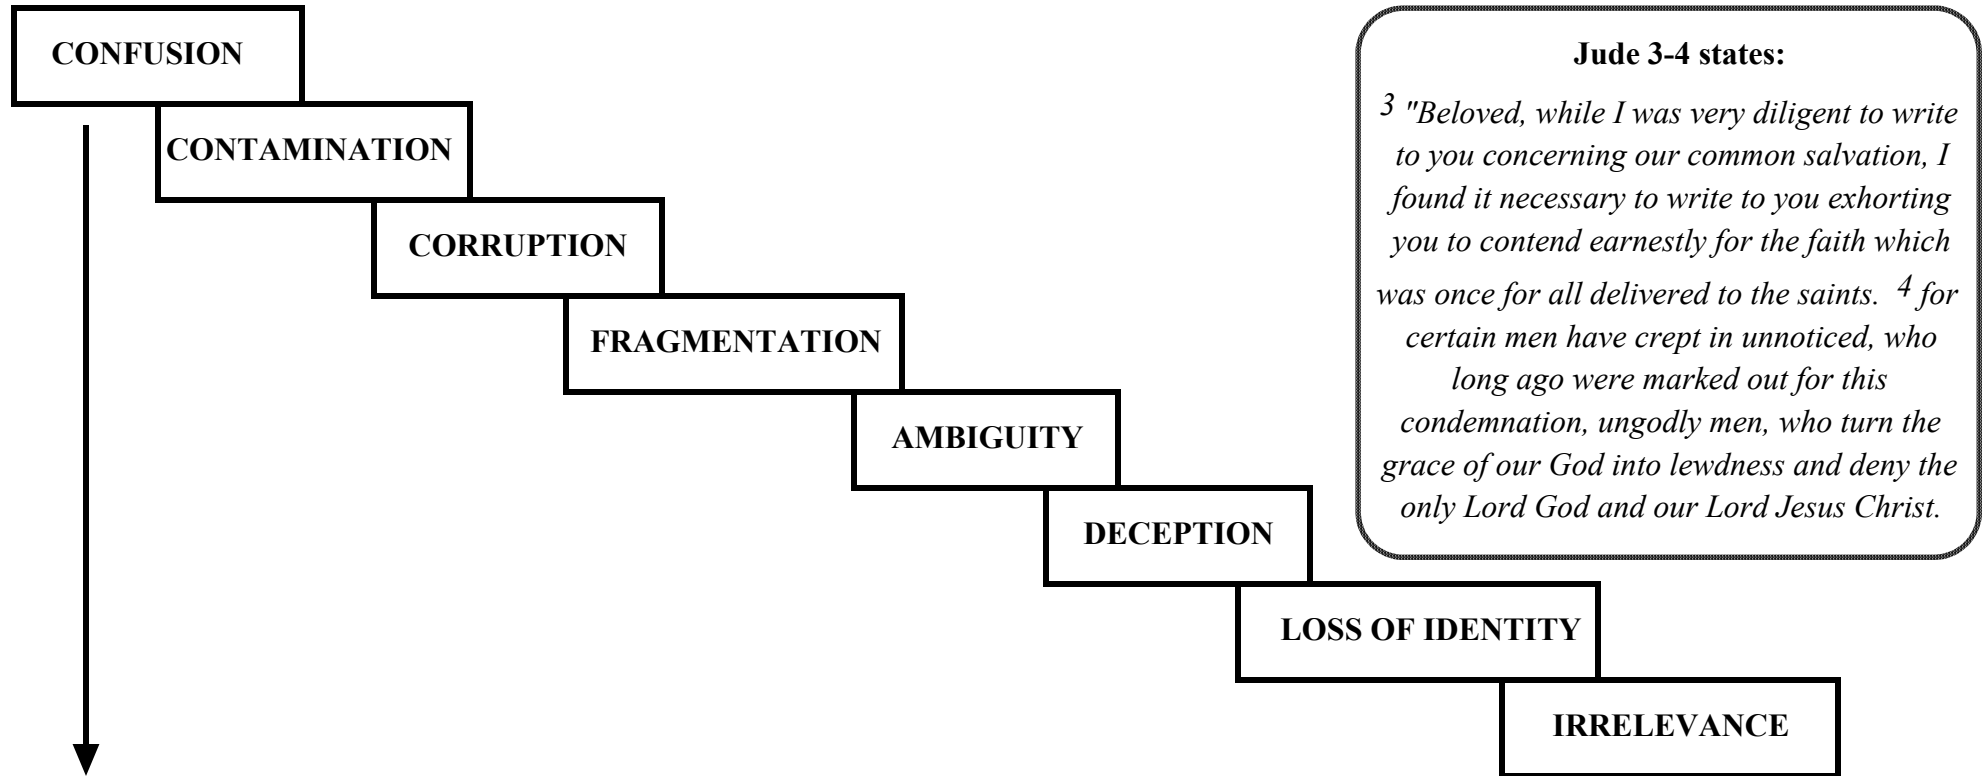 CONFUSION
CONTAMINATION
CORRUPTION
FRAGMENTATION
AMBIGUITY
DECEPTION
LOSS OF IDENTITY
IRRELEVANCE
Jude 3-4 states:
3 "Beloved, while I was very diligent to write
to you concerning our common salvation, I
found it necessary to write to you exhorting
you to contend earnestly for the faith which
was once for all delivered to the saints. 4 for
certain men have crept in unnoticed, who
long ago were marked out for this
condemnation, ungodly men, who turn the
grace of our God into lewdness and deny the
only Lord God and our Lord Jesus Christ.